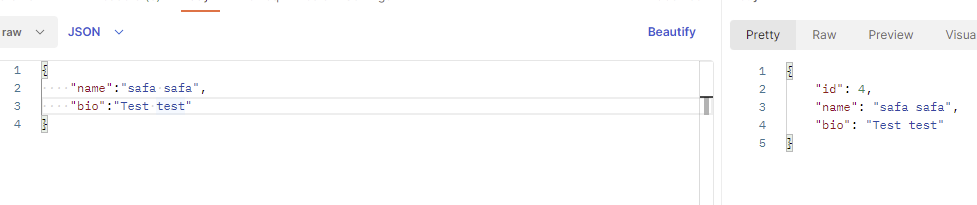 raw JSON Beautify
1 {
2 "name":"safa safa",
3 "bio":"Test test"
4 }
Pretty Raw Preview Visua
1 {
2 "id": 4,
3 "name": "safa safa",
4 "bio": "Test test"
5 }